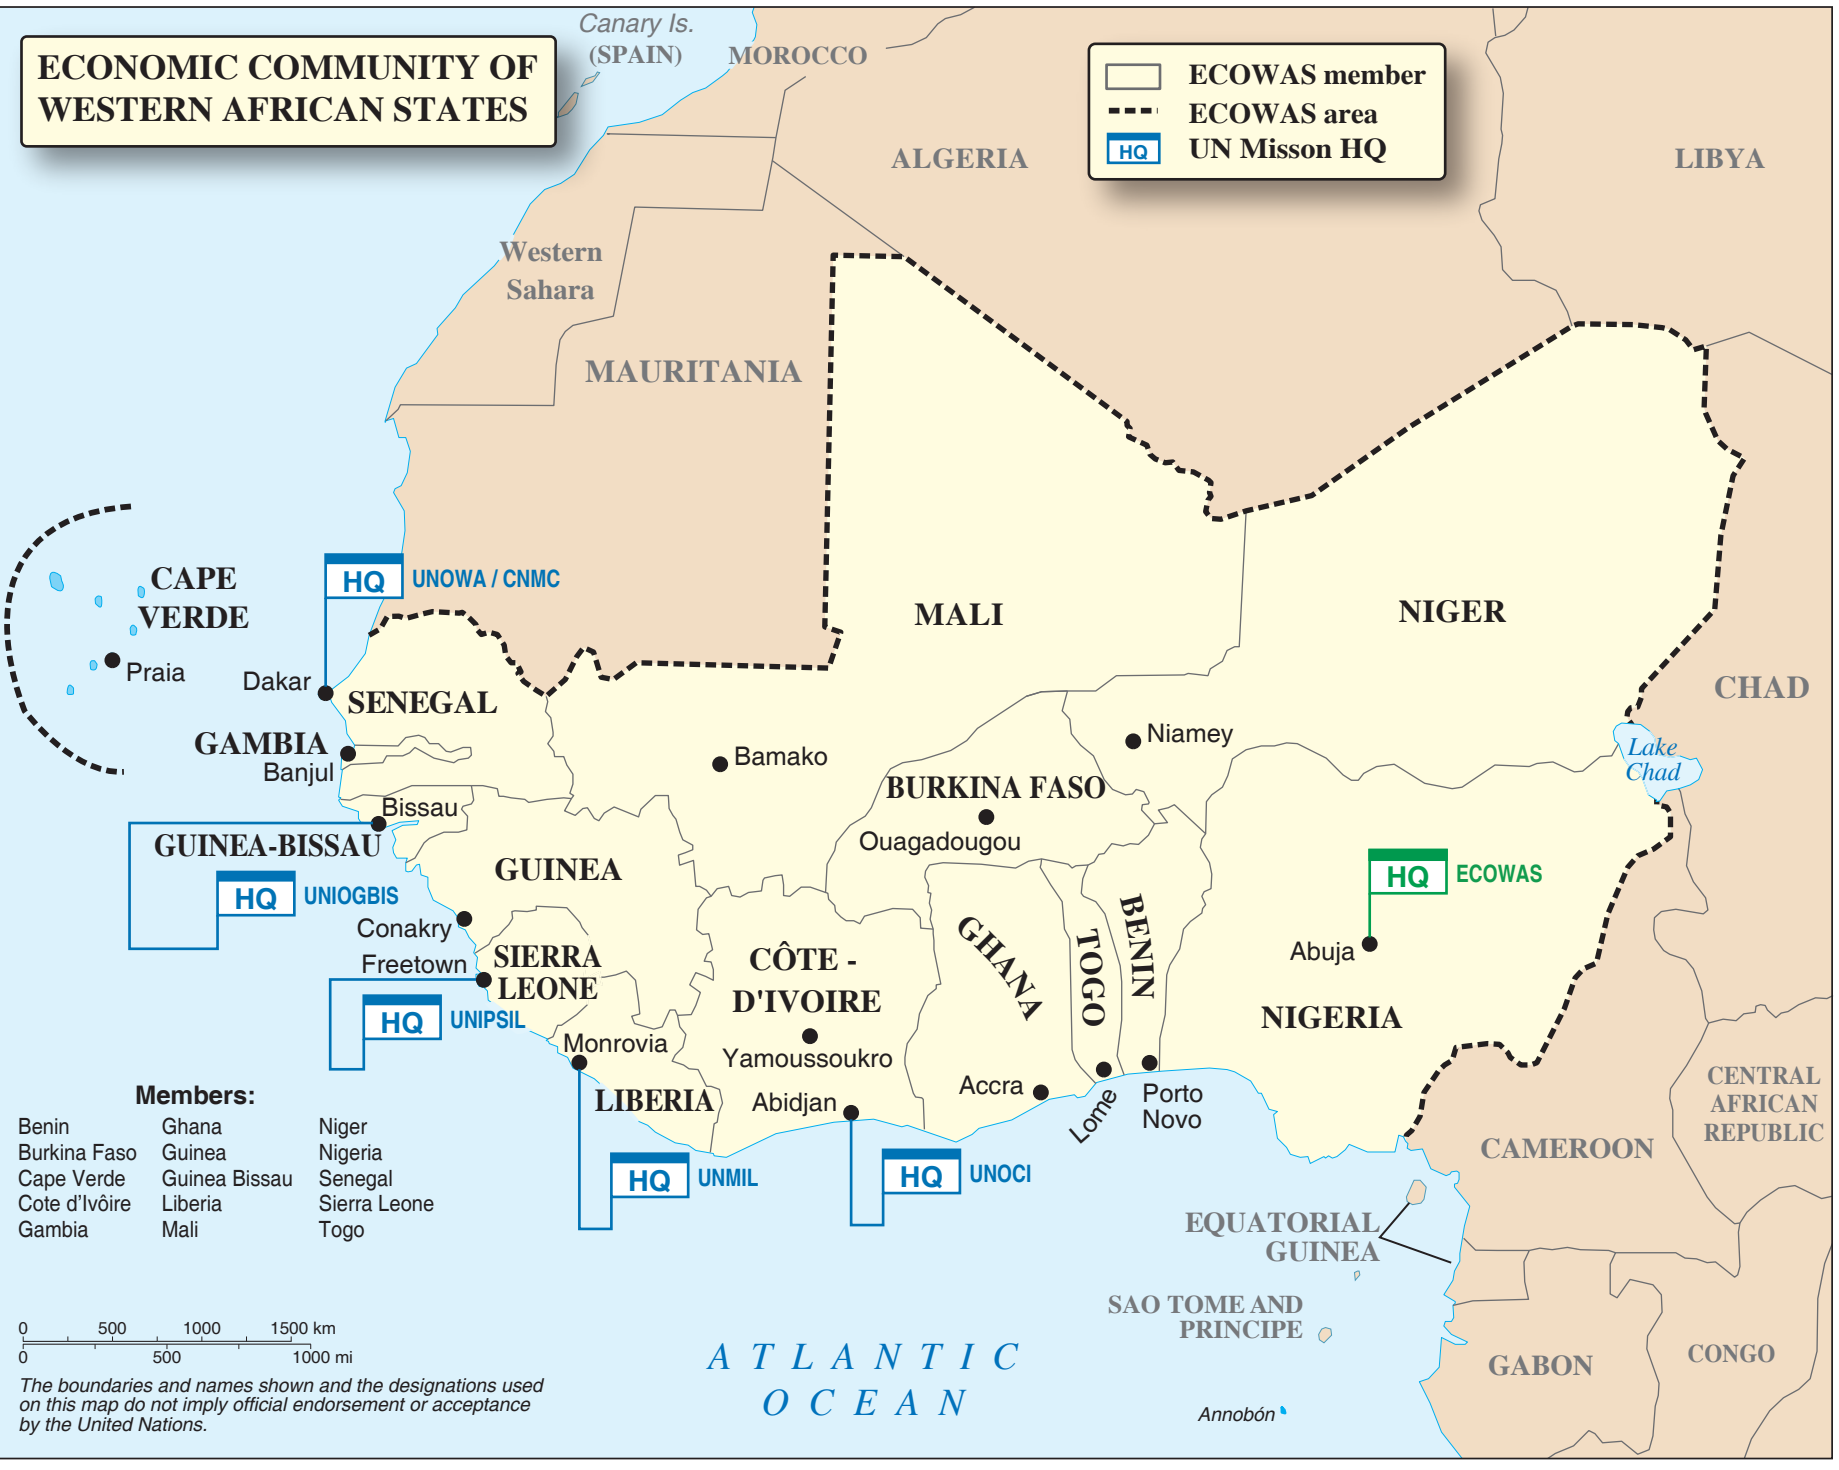 ECONOMIC COMMUNITY OF
WESTERN AFRICAN STATES
Canary Is.
(SPAIN)
MOROCCO
ECOWAS member
ECOWAS area
HQ
UN Misson HQ
ALGERIA
LIBYA
Western
Sahara
MAURITANIA
CAPE
VERDE
Praia
HQ
UNOWA / CNMC
MALI
NIGER
CHAD
Dakar
SENEGAL
GAMBIA
Banjul
Bamako
Niamey
Lake
Chad
Bissau
GUINEA-BISSAU
BURKINA FASO
Ouagadougou
GUINEA
HQ
UNIOGBIS
HQ
ECOWAS
Conakry
Freetown
SIERRA
LEONE
CÔTE -
D'IVOIRE
GHANA
TOGO
BENIN
Abuja
NIGERIA
HQ
UNIPSIL
Monrovia
Yamoussoukro
LIBERIA
Abidjan
Accra
Lome
Porto
Novo
CENTRAL
AFRICAN
REPUBLIC
CAMEROON
HQ
UNMIL
HQ
UNOCI
Members:
Benin
Burkina Faso
Cape Verde
Cote d'Ivôire
Gambia
Ghana
Guinea
Guinea Bissau
Liberia
Mali
Niger
Nigeria
Senegal
Sierra Leone
Togo
EQUATORIAL
GUINEA
SAO TOME AND
PRINCIPE
GABON
CONGO
Annobón
ATLANTIC
OCEAN
0 500 1000 1500 km
0 500 1000 mi
The boundaries and names shown and the designations used
on this map do not imply official endorsement or acceptance
by the United Nations.